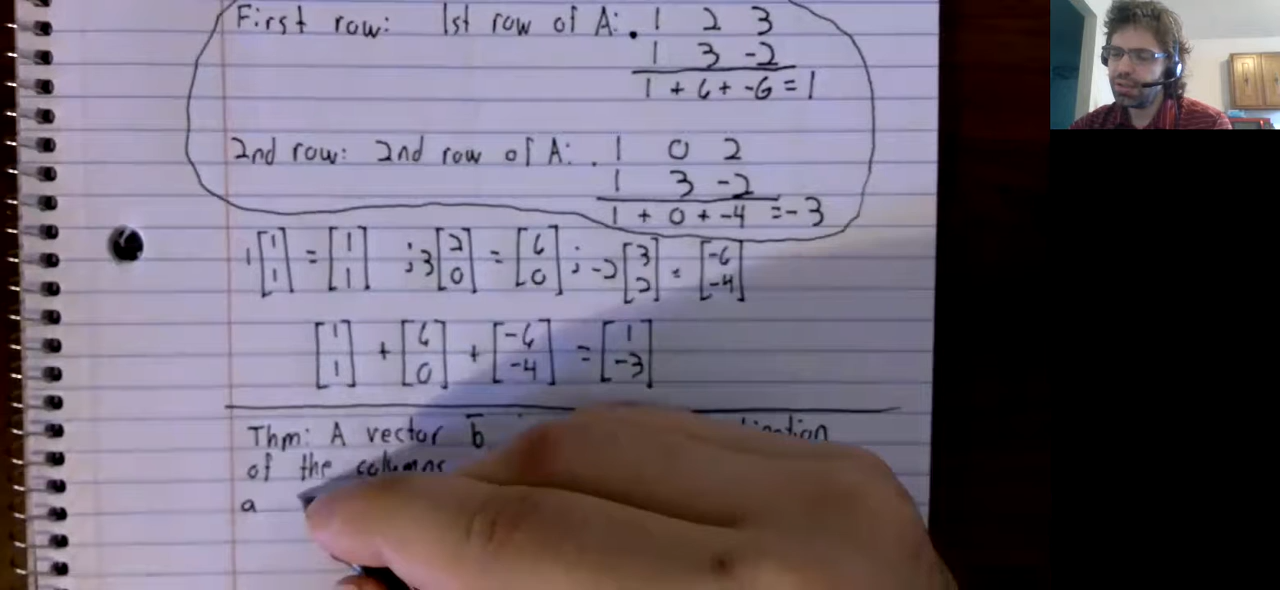 First row: 1st row of A: . 1 2 3
1 3 -2
1 + 6 + -6 = 1
2nd row: 2nd row of A: . 1 0 2
1 3 -2
1 + 0 + -4 = -3
1 [1 1] = [1 1] ; 3 [2 0] = [6 0] ; -2 [3 2] = [-6 -4]
[1 1] + [6 0] + [-6 -4] = [1 -3]
Thm: A vector b
of the columns
a